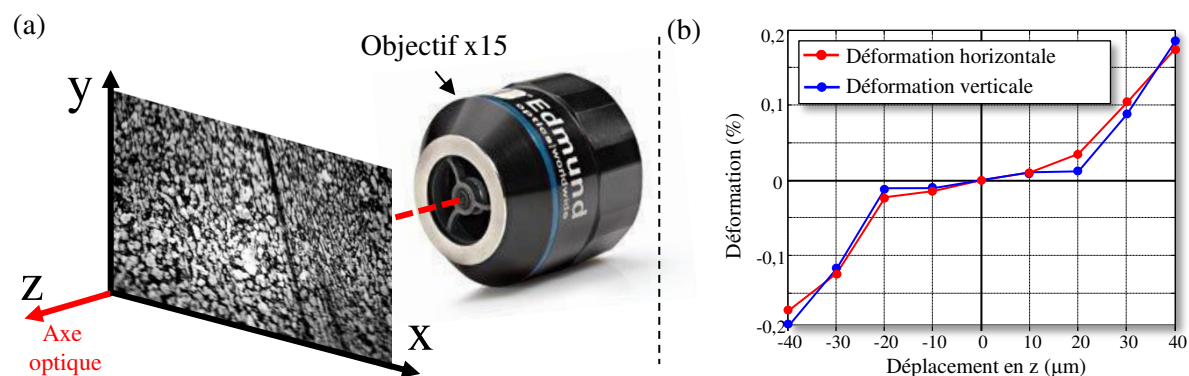 (a)
Objectif x15
Edmund
optics|worldwide
y
z
x
Axe
optique
(b)
Déformation (%)
0,2
0,1
0
-0,1
-0,2
Déformation horizontale
Déformation verticale
-40 -30 -20 -10 0 10 20 30 40
Déplacement en z (µm)